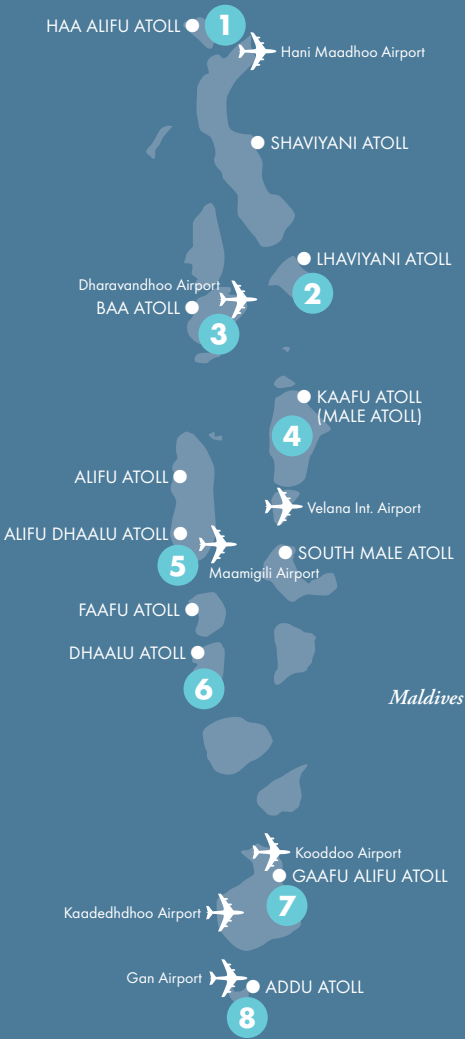 HAA ALIFU ATOLL
1
Hani Maadhoo Airport
SHAVIYANI ATOLL
LHAVIYANI ATOLL
2
Dharavandhoo Airport
BAA ATOLL
3
KAAFU ATOLL
(MALE ATOLL)
4
ALIFU ATOLL
Velana Int. Airport
ALIFU DHAALU ATOLL
5
Maamigili Airport
SOUTH MALE ATOLL
FAAFU ATOLL
DHAALU ATOLL
6
Maldives
Kooddoo Airport
GAAFU ALIFU ATOLL
7
Kaadedhdhoo Airport
Gan Airport
ADDU ATOLL
8